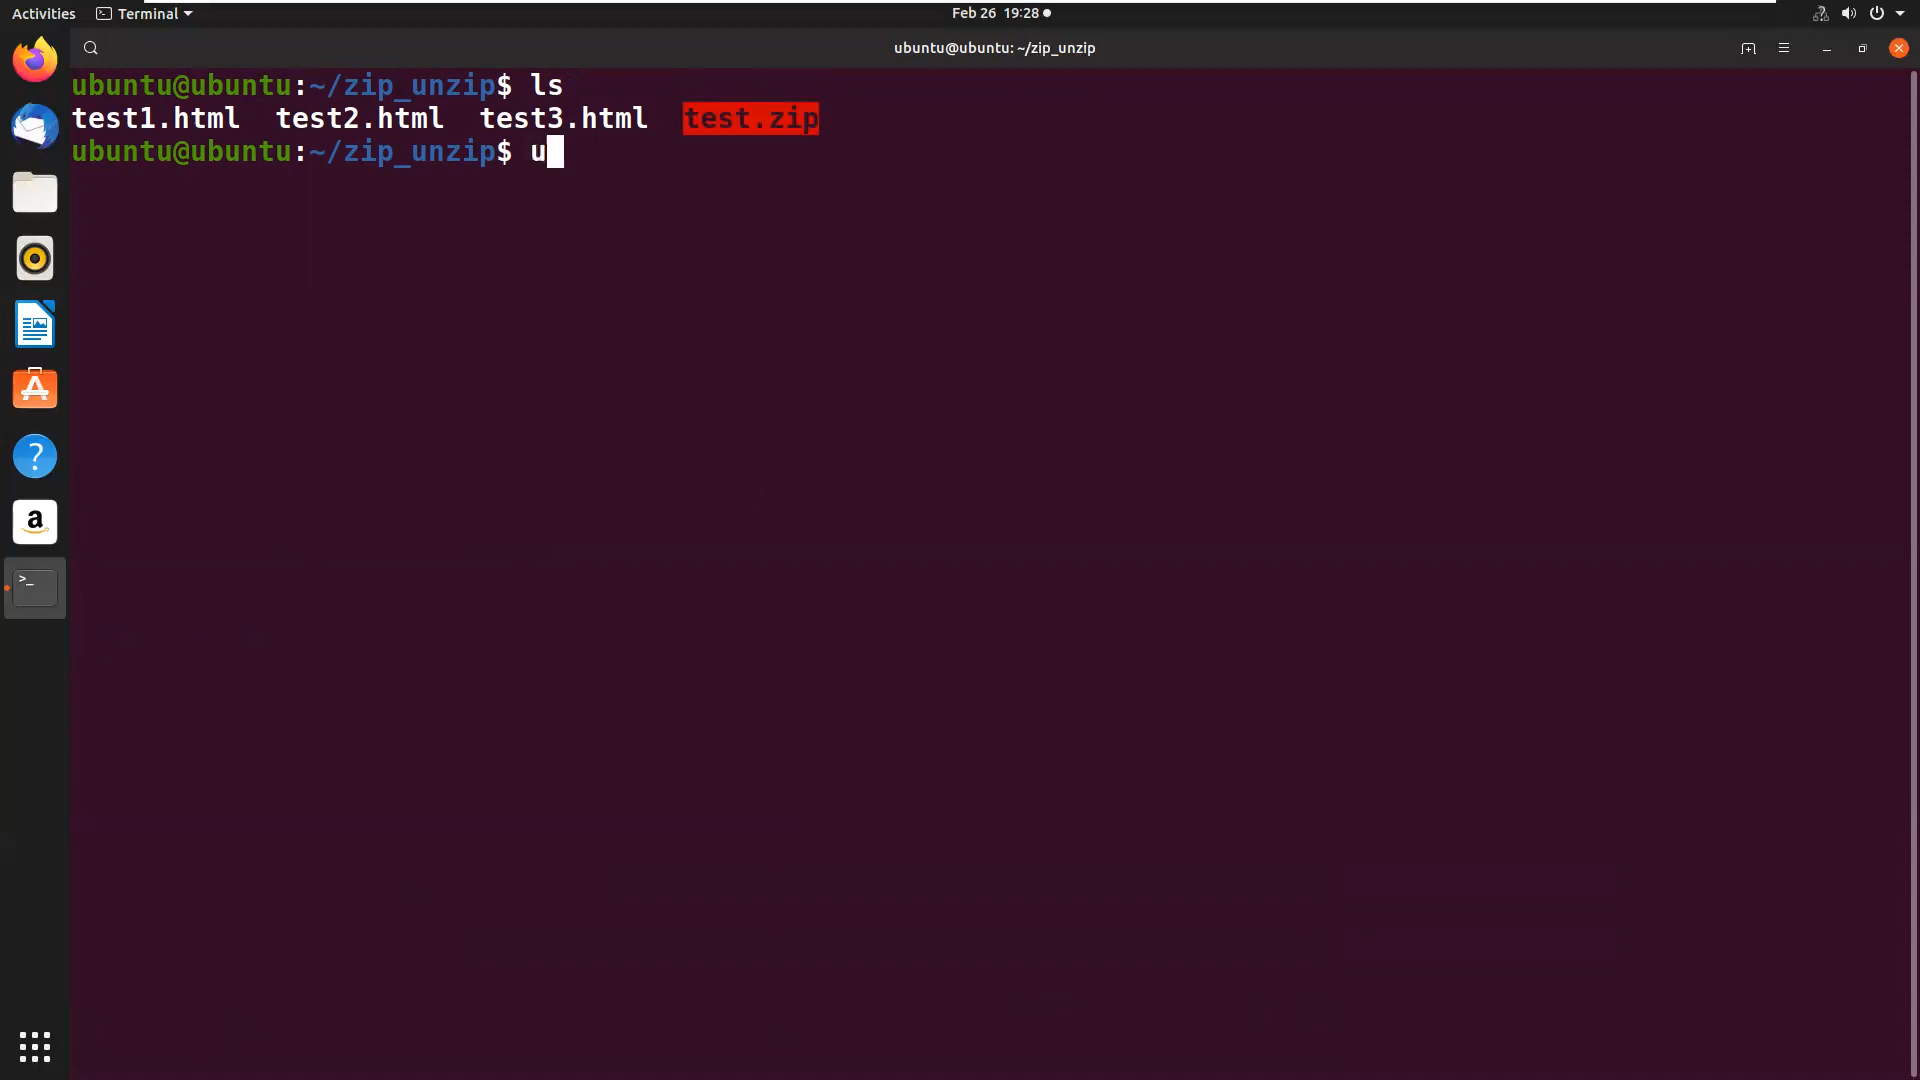 Activities Terminal Feb 26 19:28
ubuntu@ubuntu: ~/zip_unzip
ubuntu@ubuntu:~/zip_unzip$ ls
test1.html test2.html test3.html test.zip
ubuntu@ubuntu:~/zip_unzip$ u
?
a
>_